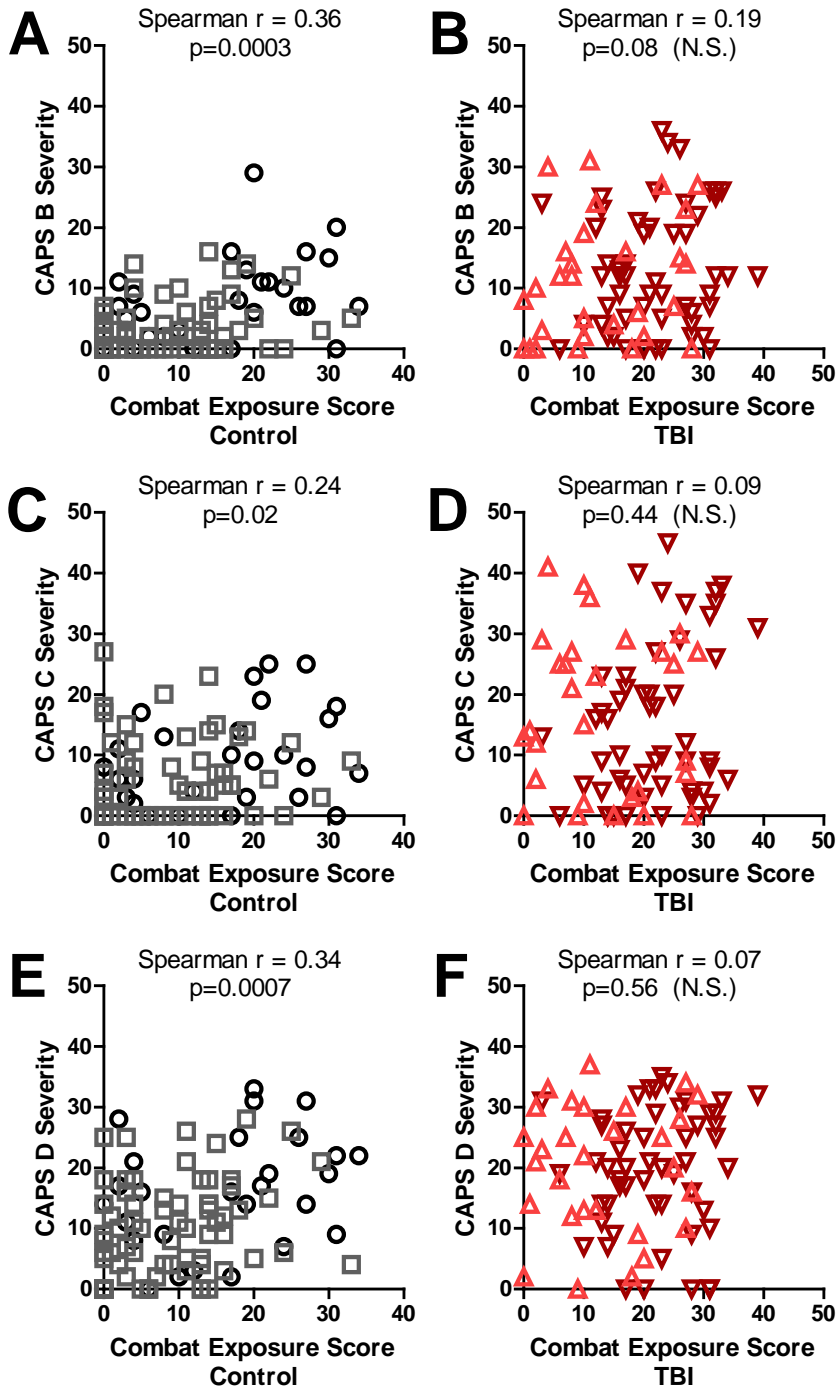 A
Spearman r = 0.36
p=0.0003
CAPS B Severity
50
40
30
20
10
0
0 10 20 30 40
Combat Exposure Score
Control
B
Spearman r = 0.19
p=0.08 (N.S.)
CAPS B Severity
50
40
30
20
10
0
0 10 20 30 40 50
Combat Exposure Score
TBI
C
Spearman r = 0.24
p=0.02
CAPS C Severity
50
40
30
20
10
0
0 10 20 30 40
Combat Exposure Score
Control
D
Spearman r = 0.09
p=0.44 (N.S.)
CAPS C Severity
50
40
30
20
10
0
0 10 20 30 40 50
Combat Exposure Score
TBI
E
Spearman r = 0.34
p=0.0007
CAPS D Severity
50
40
30
20
10
0
0 10 20 30 40
Combat Exposure Score
Control
F
Spearman r = 0.07
p=0.56 (N.S.)
CAPS D Severity
50
40
30
20
10
0
0 10 20 30 40 50
Combat Exposure Score
TBI